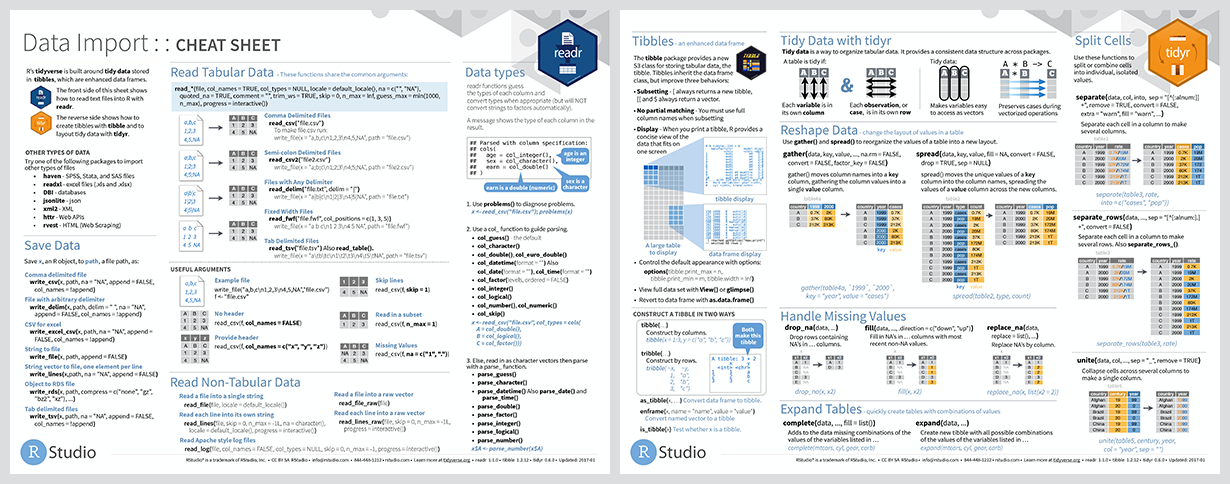 Data Import : : CHEAT SHEET
readr
R's tidyverse is built around tidy data stored
in tibbles, which are enhanced data frames.
The front side of this sheet shows
how to read text files into R with
readr.
The reverse side shows how to
create tibbles with tibble and to
layout tidy data with tidyr.
OTHER TYPES OF DATA
Try one of the following packages to import
other types of files
• haven - SPSS, Stata, and SAS files
• readxl - excel files (.xls and .xlsx)
• DBI - databases
• jsonlite - json
• xml2 - XML
• httr - Web APIs
• rvest - HTML (Web Scraping)
Save Data
Save x, an R object, to path, a file path, as:
Comma delimited file
write_csv(x, path, na = "NA", append = FALSE,
col_names = !append)
File with arbitrary delimiter
write_delim(x, path, delim = " ", na = "NA",
append = FALSE, col_names = !append)
CSV for excel
write_excel_csv(x, path, na = "NA", append =
FALSE, col_names = !append)
String to file
write_file(x, path, append = FALSE)
String vector to file, one element per line
write_lines(x, path, na = "NA", append = FALSE)
Object to RDS file
write_rds(x, path, compress = c("none", "gz",
"bz2", "xz"), ...)
Tab delimited files
write_tsv(x, path, na = "NA", append = FALSE,
col_names = !append)
Read Tabular Data - These functions share the common arguments:
read_*(file, col_names = TRUE, col_types = NULL, locale = default_locale(), na = c("", "NA"),
quoted_na = TRUE, comment = "", trim_ws = TRUE, skip = 0, n_max = Inf, guess_max = min(1000,
n_max), progress = interactive())
Comma Delimited Files
read_csv("file.csv")
To make file.csv run:
write_file(x = "a,b,c\n1,2,3\n4,5,NA", path = "file.csv")
Semi-colon Delimited Files
read_csv2("file2.csv")
write_file(x = "a;b;c\n1;2;3\n4;5;NA", path = "file2.csv")
Files with Any Delimiter
read_delim("file.txt", delim = "|")
write_file(x = "a|b|c\n1|2|3\n4|5|NA", path = "file.txt")
Fixed Width Files
read_fwf("file.fwf", col_positions = c(1, 3, 5))
write_file(x = "a b c\n1 2 3\n4 5 NA", path = "file.fwf")
Tab Delimited Files
read_tsv("file.tsv") Also read_table().
write_file(x = "a\tb\tc\n1\t2\t3\n4\t5\tNA", path = "file.tsv")
USEFUL ARGUMENTS
Example file
write_file("a,b,c\n1,2,3\n4,5,NA","file.csv")
f <- "file.csv"
No header
read_csv(f, col_names = FALSE)
Provide header
read_csv(f, col_names = c("x", "y", "z"))
Skip lines
read_csv(f, skip = 1)
Read in a subset
read_csv(f, n_max = 1)
Missing Values
read_csv(f, na = c("1", "."))
Read Non-Tabular Data
Read a file into a single string
read_file(file, locale = default_locale())
Read each line into its own string
read_lines(file, skip = 0, n_max = -1L, na = character(),
locale = default_locale(), progress = interactive())
Read Apache style log files
read_log(file, col_names = FALSE, col_types = NULL, skip = 0, n_max = -1, progress = interactive())
Read a file into a raw vector
read_file_raw(file)
Read each line into a raw vector
read_lines_raw(file, skip = 0, n_max = -1L,
progress = interactive())
Data types
readr functions guess
the types of each column and
convert types when appropriate (but will NOT
convert strings to factors automatically).
A message shows the type of each column in the
result.
## Parsed with column specification:
## cols(
## age = col_integer(),
## sex = col_character(),
## earn = col_double()
## )
age is an
integer
sex is a
character
earn is a double (numeric)
1. Use problems() to diagnose problems.
x <- read_csv("file.csv"); problems(x)
2. Use a col_ function to guide parsing.
• col_guess() - the default
• col_character()
• col_double(), col_euro_double()
• col_datetime(format = "") Also
col_date(format = ""), col_time(format = "")
• col_factor(levels, ordered = FALSE)
• col_integer()
• col_logical()
• col_number(), col_numeric()
• col_skip()
x <- read_csv("file.csv", col_types = cols(
A = col_double(),
B = col_logical(),
C = col_factor()))
3. Else, read in as character vectors then parse
with a parse_ function.
• parse_guess()
• parse_character()
• parse_datetime() Also parse_date() and
parse_time()
• parse_double()
• parse_factor()
• parse_integer()
• parse_logical()
• parse_number()
x$A <- parse_number(x$A)
R Studio
RStudio® is a trademark of RStudio, Inc. • CC BY SA RStudio • info@rstudio.com • 844-448-1212 • rstudio.com • Learn more at tidyverse.org • readr 1.1.0 • tibble 1.2.12 • tidyr 0.6.0 • Updated: 2017-01
Tibbles - an enhanced data frame
The tibble package provides a new
S3 class for storing tabular data, the
tibble. Tibbles inherit the data frame
class, but improve three behaviors:
• Subsetting - [ always returns a new tibble,
[[ and $ always return a vector.
• No partial matching - You must use full
column names when subsetting
• Display - When you print a tibble, R provides a
concise view of the
data that fits on
one screen
tibble display
A large table
to display
data frame display
• Control the default appearance with options:
options(tibble.print_max = n,
tibble.print_min = m, tibble.width = Inf)
• View full data set with View() or glimpse()
• Revert to data frame with as.data.frame()
CONSTRUCT A TIBBLE IN TWO WAYS
tibble(...)
Construct by columns.
tibble(x = 1:3, y = c("a", "b", "c"))
tribble(...)
Construct by rows.
tribble( ~x, ~y,
1, "a",
2, "b",
3, "c")
Both
make this
tibble
A tibble: 3 × 2
as_tibble(x, ...) Convert data frame to tibble.
enframe(x, name = "name", value = "value")
Convert named vector to a tibble
is_tibble(x) Test whether x is a tibble.
Tidy Data with tidyr
Tidy data is a way to organize tabular data. It provides a consistent data structure across packages.
A table is tidy if:
Each variable is in
its own column
&
Each observation, or
case, is in its own row
Tidy data:
Makes variables easy
to access as vectors
A * B -> C
Preserves cases during
vectorized operations
Reshape Data - change the layout of values in a table
Use gather() and spread() to reorganize the values of a table into a new layout.
gather(data, key, value, ..., na.rm = FALSE,
convert = FALSE, factor_key = FALSE)
gather() moves column names into a key
column, gathering the column values into a
single value column.
gather(table4a, `1999`, `2000`,
key = "year", value = "cases")
spread(data, key, value, fill = NA, convert = FALSE,
drop = TRUE, sep = NULL)
spread() moves the unique values of a key
column into the column names, spreading the
values of a value column across the new columns.
spread(table2, type, count)
Handle Missing Values
drop_na(data, ...)
Drop rows containing
NA's in ... columns.
drop_na(x, x2)
fill(data, ..., .direction = c("down", "up"))
Fill in NA's in ... columns with most
recent non-NA values.
fill(x, x2)
replace_na(data,
replace = list(), ...)
Replace NA's by column.
replace_na(x, list(x2 = 2))
Expand Tables - quickly create tables with combinations of values
complete(data, ..., fill = list())
Adds to the data missing combinations of
the values of the variables listed in ...
complete(mtcars, cyl, gear, carb)
expand(data, ...)
Create new tibble with all possible combinations
of the values of the variables listed in ...
expand(mtcars, cyl, gear, carb)
tidyr
Split Cells
Use these functions to
split or combine cells
into individual, isolated
values.
separate(data, col, into, sep = "[^[:alnum:]]
+", remove = TRUE, convert = FALSE,
extra = "warn", fill = "warn", ...)
Separate each cell in a column to make
several columns.
separate(table3, rate,
into = c("cases", "pop"))
separate_rows(data, ..., sep = "[^[:alnum:].]
+", convert = FALSE)
Separate each cell in a column to make
several rows. Also separate_rows_().
unite(data, col, ..., sep = "_", remove = TRUE)
Collapse cells across several columns to
make a single column.
unite(table5, century, year,
col = "year", sep = "")
R Studio
RStudio® is a trademark of RStudio, Inc. • CC BY SA RStudio • info@rstudio.com • 844-448-1212 • rstudio.com • Learn more at tidyverse.org • readr 1.1.0 • tibble 1.2.12 • tidyr 0.6.0 • Updated: 2017-01